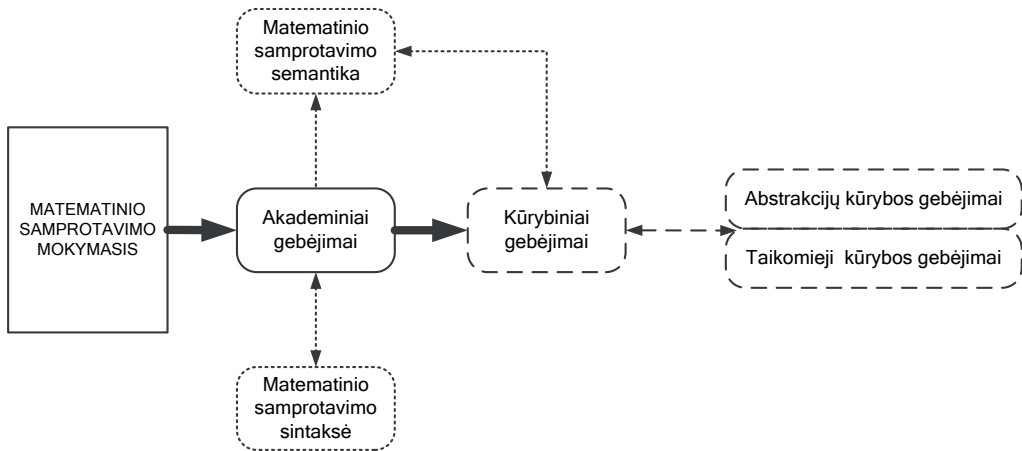 Matematinio
samprotavimo
semantika
MATEMATINIO
SAMPROTAVIMO
MOKYMASIS
Akademiniai
gebėjimai
Kūrybiniai
gebėjimai
Abstrakcijų kūrybos gebėjimai
Taikomieji kūrybos gebėjimai
Matematinio
samprotavimo
sintaksė